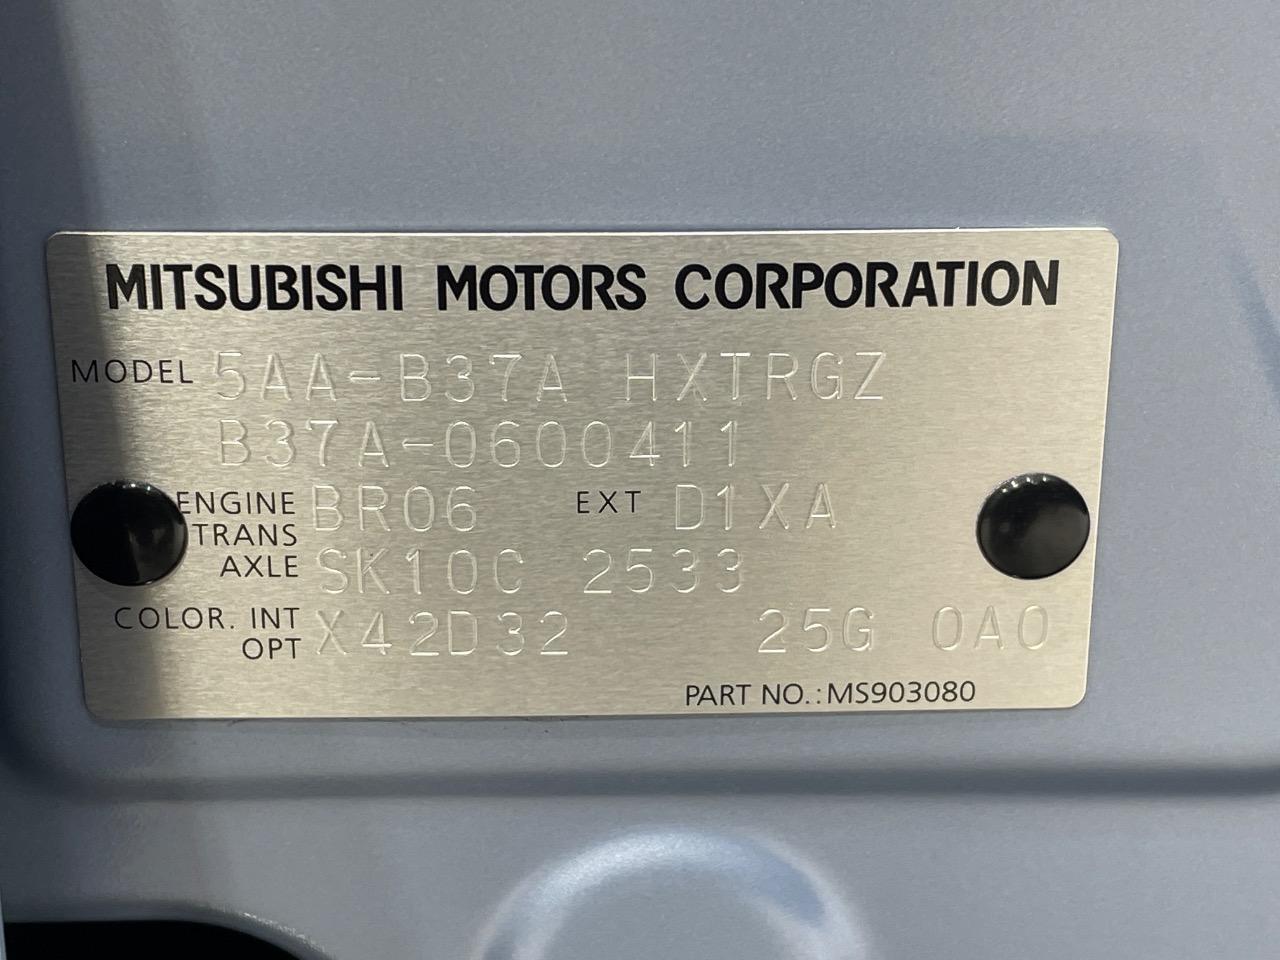 MITSUBISHI MOTORS CORPORATION
MODEL 5AA-B37A HXTRGZ
B37A-0600411
ENGINE BR06 EXT D1XA
TRANS
AXLE SK10C 2533
COLOR. INT
OPT X42D32 25G 0A0
PART NO.:MS903080